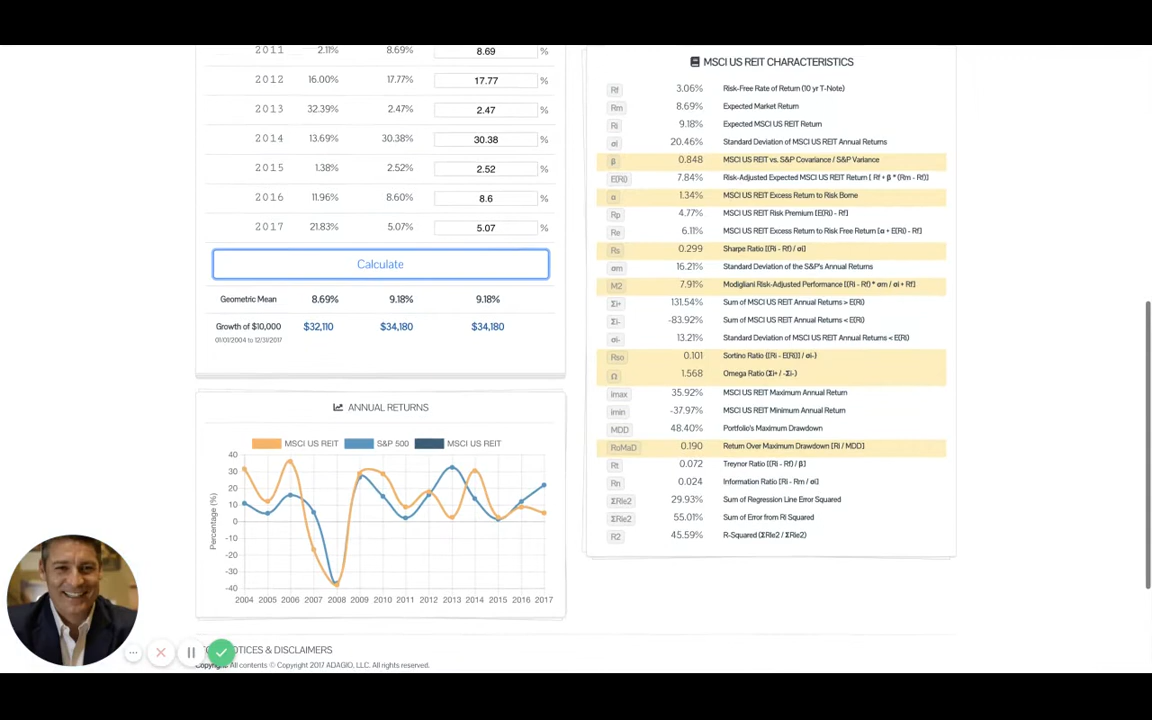 2011 2.11% 8.69% 8.69 %
2012 16.00% 17.77% 17.77 %
2013 32.39% 2.47% 2.47 %
2014 13.69% 30.38% 30.38 %
2015 1.38% 2.52% 2.52 %
2016 11.96% 8.60% 8.6 %
2017 21.83% 5.07% 5.07 %
Calculate
Geometric Mean 8.69% 9.18% 9.18%
Growth of $10,000 $32,110 $34,180 $34,180
01/01/2004 to 12/31/2017
ANNUAL RETURNS
MSCI US REIT S&P 500 MSCI US REIT
Percentage (%)
40
30
20
10
0
-10
-20
-30
-40
2004 2005 2006 2007 2008 2009 2010 2011 2012 2013 2014 2015 2016 2017
MSCI US REIT CHARACTERISTICS
Rf 3.06% Risk-Free Rate of Return (10 yr T-Note)
Rm 8.69% Expected Market Return
Ri 9.18% Expected MSCI US REIT Return
σi 20.46% Standard Deviation of MSCI US REIT Annual Returns
β 0.848 MSCI US REIT vs. S&P Covariance / S&P Variance
E(Ri) 7.84% Risk-Adjusted Expected MSCI US REIT Return [ Rf + β * (Rm - Rf)]
α 1.34% MSCI US REIT Excess Return to Risk Borne
Rp 4.77% MSCI US REIT Risk Premium [E(Ri) - Rf]
Re 6.11% MSCI US REIT Excess Return to Risk Free Return [α + E(Ri) - Rf]
Rs 0.299 Sharpe Ratio [(Ri - Rf) / σi]
σm 16.21% Standard Deviation of the S&P's Annual Returns
M2 7.91% Modigliani Risk-Adjusted Performance [(Ri - Rf) * σm / σi + Rf]
Σi+ 131.54% Sum of MSCI US REIT Annual Returns > E(Ri)
Σi- -83.92% Sum of MSCI US REIT Annual Returns < E(Ri)
σi- 13.21% Standard Deviation of MSCI US REIT Annual Returns < E(Ri)
Rso 0.101 Sortino Ratio [(Ri - E(Ri)] / σi-)
Ω 1.568 Omega Ratio (Σi+ / -Σi-)
imax 35.92% MSCI US REIT Maximum Annual Return
imin -37.97% MSCI US REIT Minimum Annual Return
MDD 48.40% Portfolio's Maximum Drawdown
RoMaD 0.190 Return Over Maximum Drawdown [Ri / MDD]
Rt 0.072 Treynor Ratio [(Ri - Rf) / β]
Rn 0.024 Information Ratio [Ri - Rm / σi]
ΣRle2 29.93% Sum of Regression Line Error Squared
ΣRie2 55.01% Sum of Error from Ri Squared
R2 45.59% R-Squared (ΣRle2 / ΣRie2)
NOTICES & DISCLAIMERS
Copyright. All contents © Copyright 2017 ADAGIO, LLC. All rights reserved.